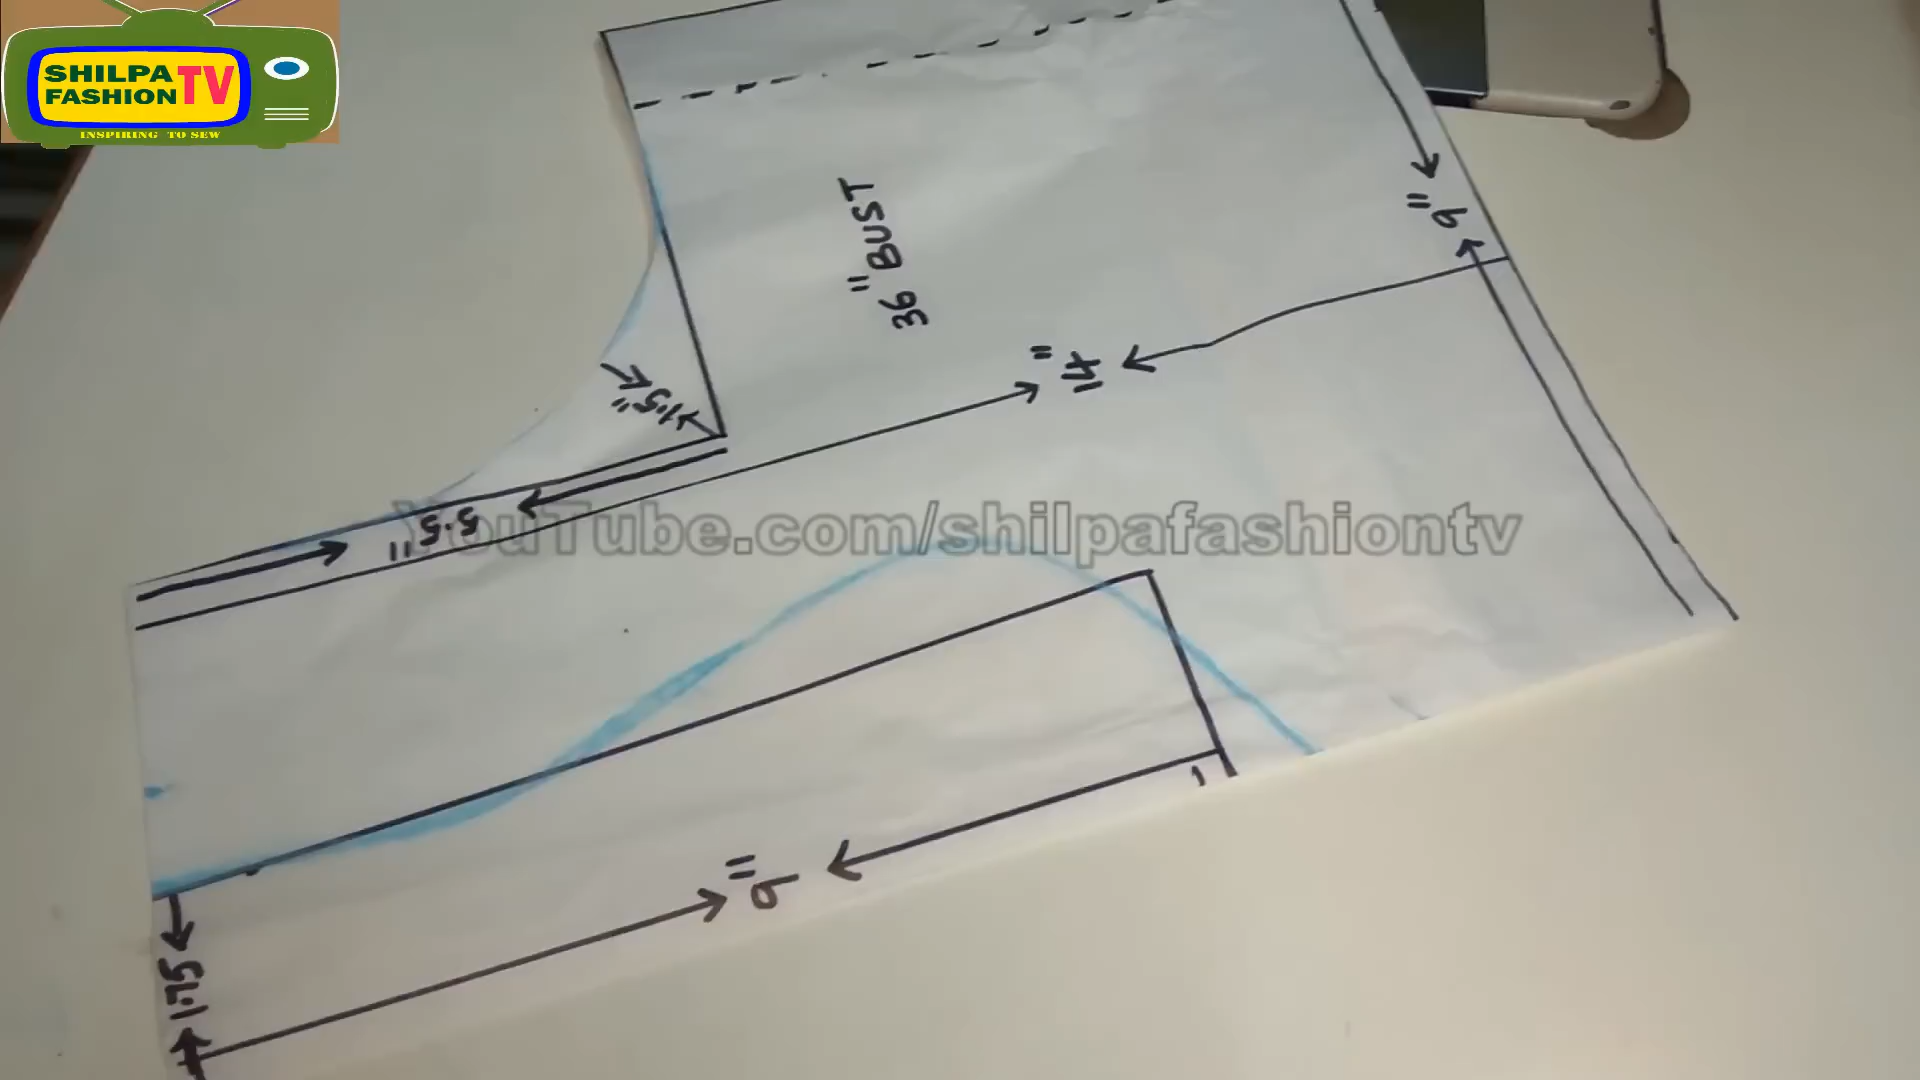 SHILPA
FASHION TV
INSPIRING TO SEW
36" BUST
9"
14"
1.5"
5.5"
YouTube.com/shilpafashiontv
9"
1.75